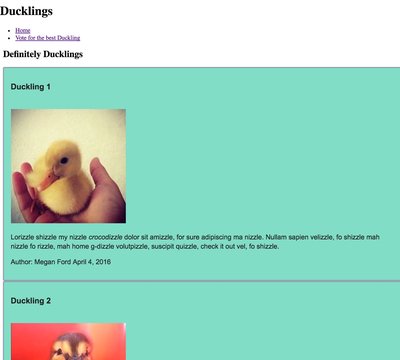 Ducklings
Home
Vote for the best Duckling
Definitely Ducklings
Duckling 1
Lorizzle shizzle my nizzle crocodizzle dolor sit amizzle, for sure adipiscing ma nizzle. Nullam sapien velizzle, fo shizzle mah
nizzle fo rizzle, mah home g-dizzle volutpizzle, suscipit quizzle, check it out vel, fo shizzle.
Author: Megan Ford April 4, 2016
Duckling 2